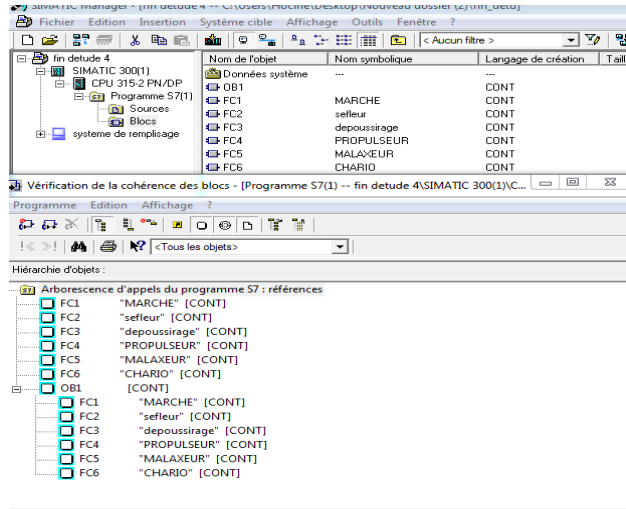 SIMATIC Manager - [fin detude 4 -- C:\Users\Hocine\Desktop\Nouveau dossier (2)\fin_detu]
Fichier Edition Insertion Système cible Affichage Outils Fenêtre ?
< Aucun filtre >
fin detude 4
SIMATIC 300(1)
CPU 315-2 PN/DP
Programme S7(1)
Sources
Blocs
systeme de remplisage
Nom de l'objet Nom symbolique Langage de création Taill
Données système --- ---
OB1 CONT
FC1 MARCHE CONT
FC2 sefleur CONT
FC3 depoussirage CONT
FC4 PROPULSEUR CONT
FC5 MALAXEUR CONT
FC6 CHARIO CONT
Vérification de la cohérence des blocs - [Programme S7(1) -- fin detude 4\SIMATIC 300(1)\C...
Programme Edition Affichage ?
<Tous les objets>
Hiérarchie d'objets :
Arborescence d'appels du programme S7 : références
FC1 "MARCHE" [CONT]
FC2 "sefleur" [CONT]
FC3 "depoussirage" [CONT]
FC4 "PROPULSEUR" [CONT]
FC5 "MALAXEUR" [CONT]
FC6 "CHARIO" [CONT]
OB1 [CONT]
FC1 "MARCHE" [CONT]
FC2 "sefleur" [CONT]
FC3 "depoussirage" [CONT]
FC4 "PROPULSEUR" [CONT]
FC5 "MALAXEUR" [CONT]
FC6 "CHARIO" [CONT]